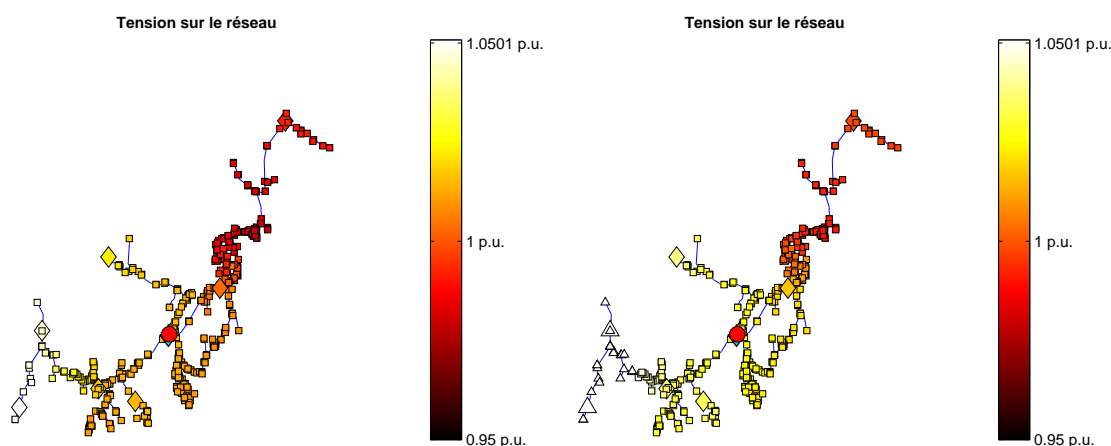 Tension sur le réseau
1.0501 p.u.
1 p.u.
0.95 p.u.
Tension sur le réseau
1.0501 p.u.
1 p.u.
0.95 p.u.